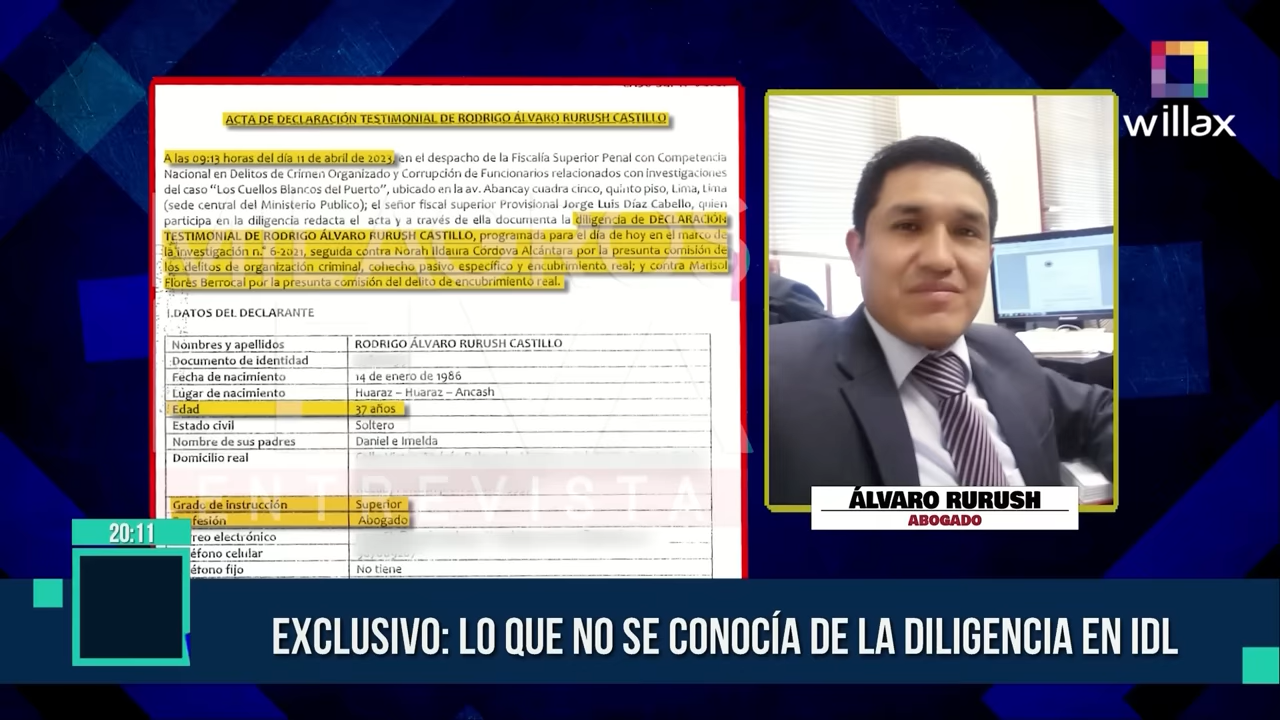 willax
ACTA DE DECLARACIÓN TESTIMONIAL DE RODRIGO ÁLVARO RURUSH CASTILLO
A las 09:13 horas del día 11 de abril de 2023, en el despacho de la Fiscalía Superior Penal con Competencia
Nacional en Delitos de Crimen Organizado y Corrupción de Funcionarios relacionados con investigaciones
del caso "Los Cuellos Blancos del Puerto", ubicado en la av. Abancay cuadra cinco, quinto piso, Lima, Lima
(sede central del Ministerio Publico); el señor fiscal superior Provisional Jorge Luis Díaz Cabello, quien
participa en la diligencia redacta el acta y a través de ella documenta la diligencia de DECLARACIÓN
TESTIMONIAL DE RODRIGO ÁLVARO RURUSH CASTILLO, programada para el día de hoy en el marco de
la investigación n.° 6-2021, seguida contra Norah Ildaura Córdova Alcántara por la presunta comisión de
los delitos de organización criminal, cohecho pasivo específico y encubrimiento real; y contra Marisol
Flores Berrocal por la presunta comisión del delito de encubrimiento real.
I.DATOS DEL DECLARANTE
Nombres y apellidos RODRIGO ÁLVARO RURUSH CASTILLO
Documento de identidad
Fecha de nacimiento 14 de enero de 1986
Lugar de nacimiento Huaraz – Huaraz – Ancash
Edad 37 años
Estado civil Soltero
Nombre de sus padres Daniel e Imelda
Domicilio real
ENTREVISTA
Grado de instrucción Superior
ofesión Abogado
rreo electrónico
éfono celular
éfono fijo No tiene
ÁLVARO RURUSH
ABOGADO
20:11
EXCLUSIVO: LO QUE NO SE CONOCÍA DE LA DILIGENCIA EN IDL